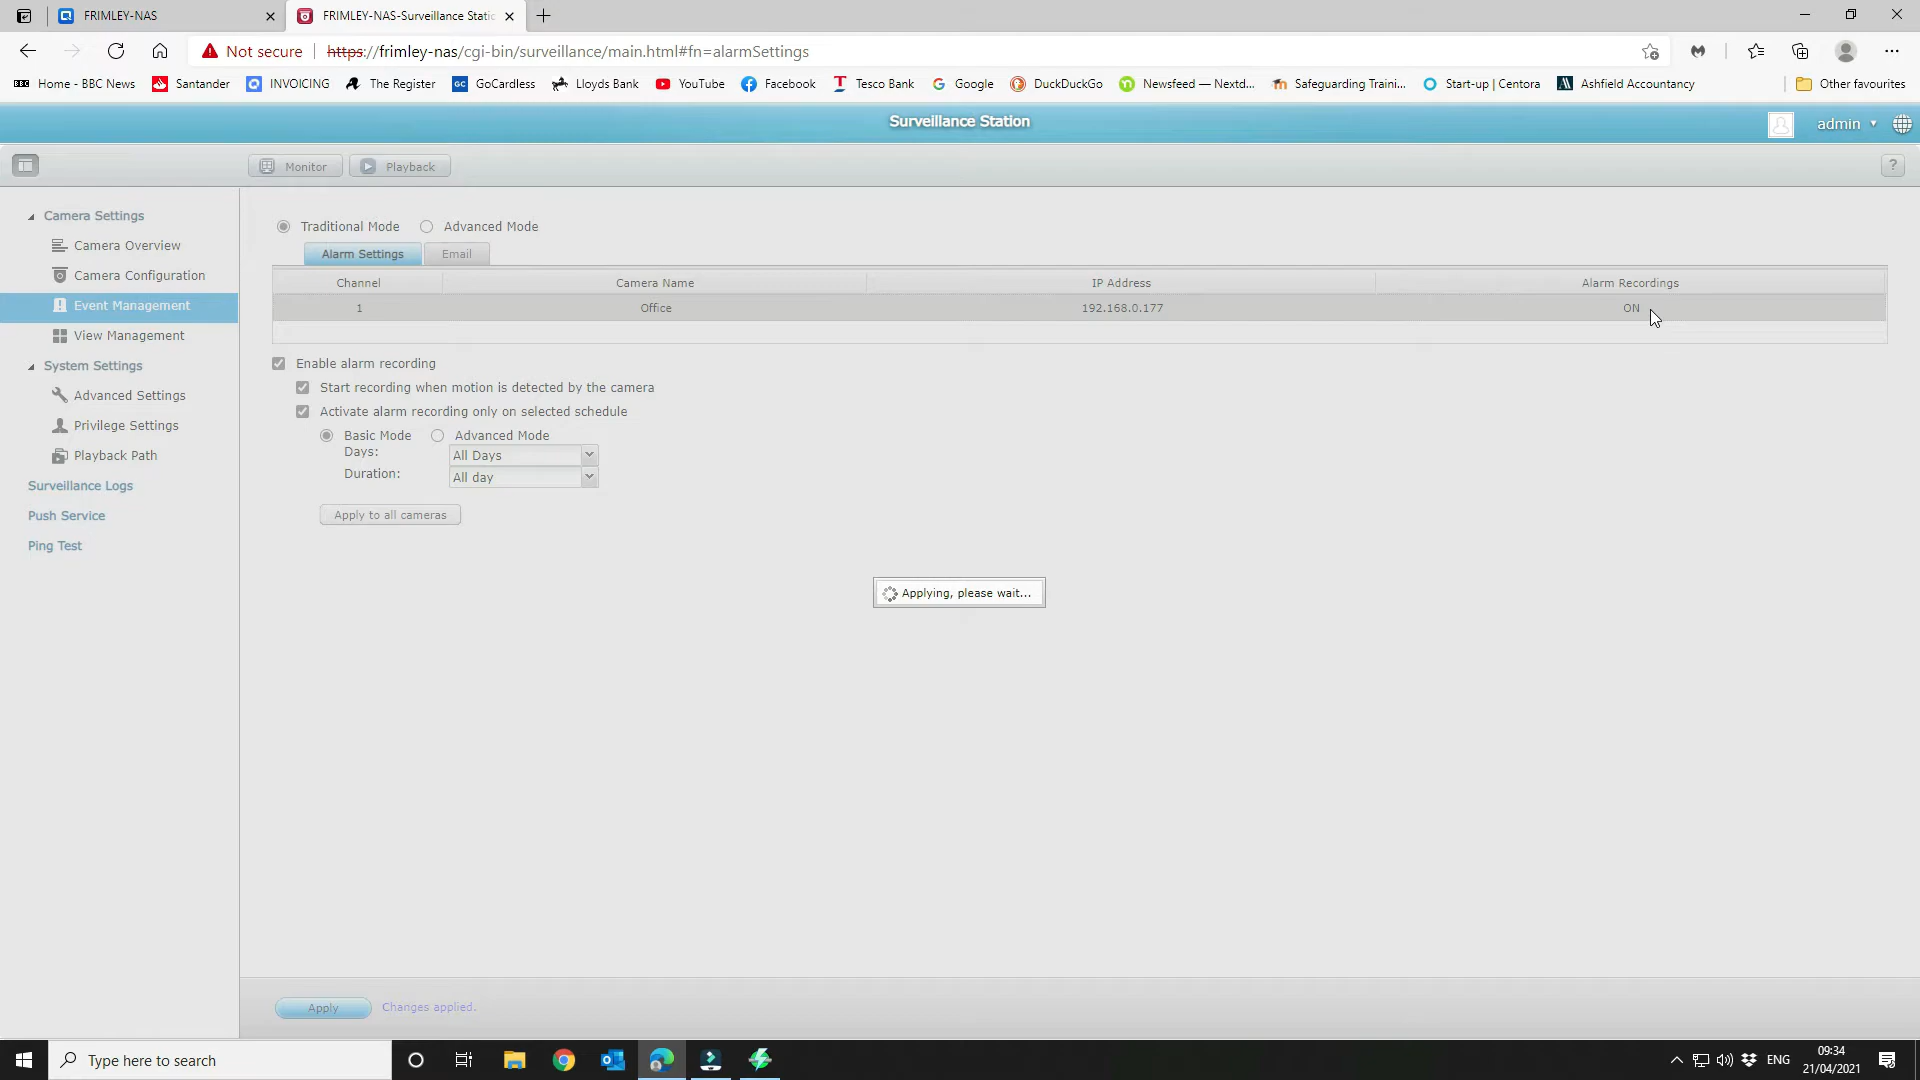 FRIMLEY-NAS
FRIMLEY-NAS-Surveillance Static
Not secure
https://frimley-nas/cgi-bin/surveillance/main.html#fn=alarmSettings
BBC Home - BBC News
Santander
INVOICING
The Register
GC GoCardless
Lloyds Bank
YouTube
Facebook
T Tesco Bank
G Google
DuckDuckGo
Newsfeed — Nextd...
Safeguarding Traini...
Start-up | Centora
Ashfield Accountancy
Other favourites
Surveillance Station
admin
Monitor
Playback
?
Camera Settings
Camera Overview
Camera Configuration
Event Management
View Management
System Settings
Advanced Settings
Privilege Settings
Playback Path
Surveillance Logs
Push Service
Ping Test
Traditional Mode
Advanced Mode
Alarm Settings
Email
Channel
Camera Name
IP Address
Alarm Recordings
1
Office
192.168.0.177
ON
Enable alarm recording
Start recording when motion is detected by the camera
Activate alarm recording only on selected schedule
Basic Mode
Advanced Mode
Days:
All Days
Duration:
All day
Apply to all cameras
Applying, please wait...
Apply
Changes applied.
Type here to search
ENG
09:34
21/04/2021